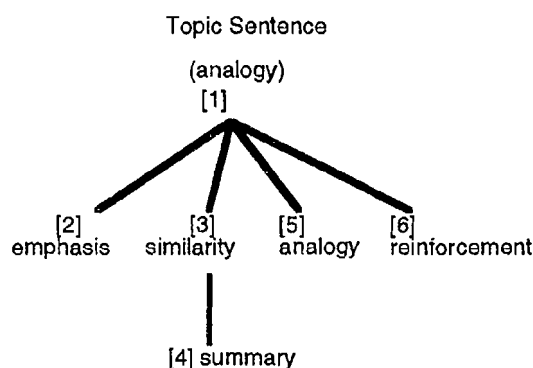 Topic Sentence
(analogy)
[1]
[2] [3] [5] [6]
emphasis similarity analogy reinforcement
[4] summary